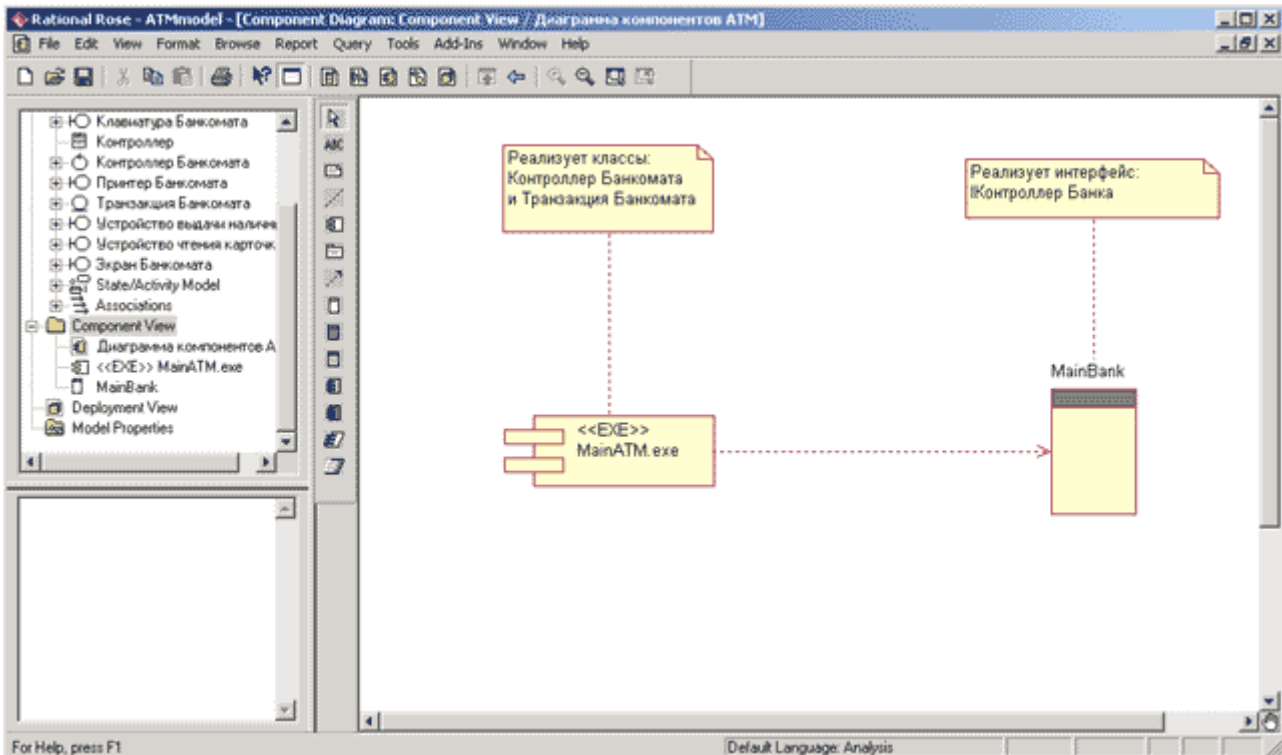 Rational Rose - ATMmodel - [Component Diagram: Component View / Диаграмма компонентов ATM]
File Edit View Format Browse Report Query Tools Add-Ins Window Help
ABC
Клавиатура Банкомата
Контроллер
Контроллер Банкомата
Принтер Банкомата
Транзакция Банкомата
Устройство выдачи наличн
Устройство чтения карточк
Экран Банкомата
State/Activity Model
Associations
Component View
Диаграмма компонентов А
<<EXE>> MainATM.exe
MainBank
Deployment View
Model Properties
Реализует классы:
Контроллер Банкомата
и Транзакция Банкомата
Реализует интерфейс:
IКонтроллер Банка
MainBank
<<EXE>>
MainATM.exe
For Help, press F1
Default Language: Analysis